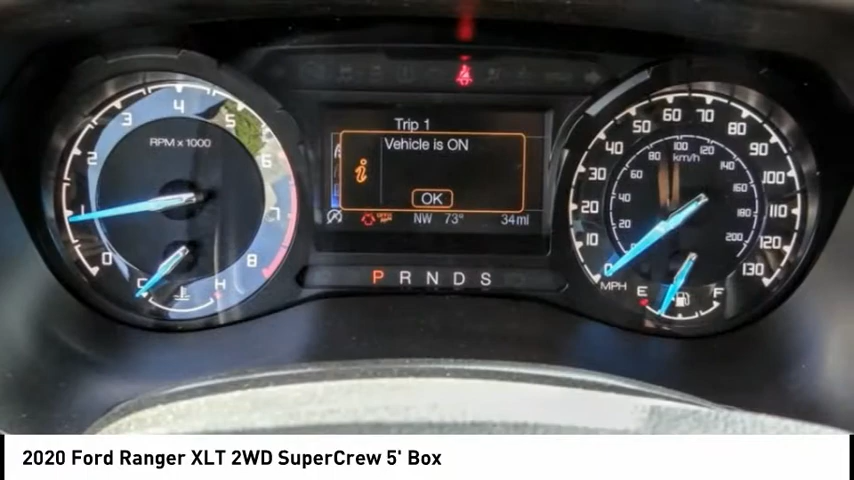 RPM x 1000
0 1 2 3 4 5 6 7 8
C H
Trip 1
Vehicle is ON
i
OK
NW 73° 34mi
P R N D S
0 10 20 30 40 50 60 70 80 90 100 110 120 130
20 40 60 80 100 120 140 160 180 200
km/h
MPH
E F
2020 Ford Ranger XLT 2WD SuperCrew 5' Box